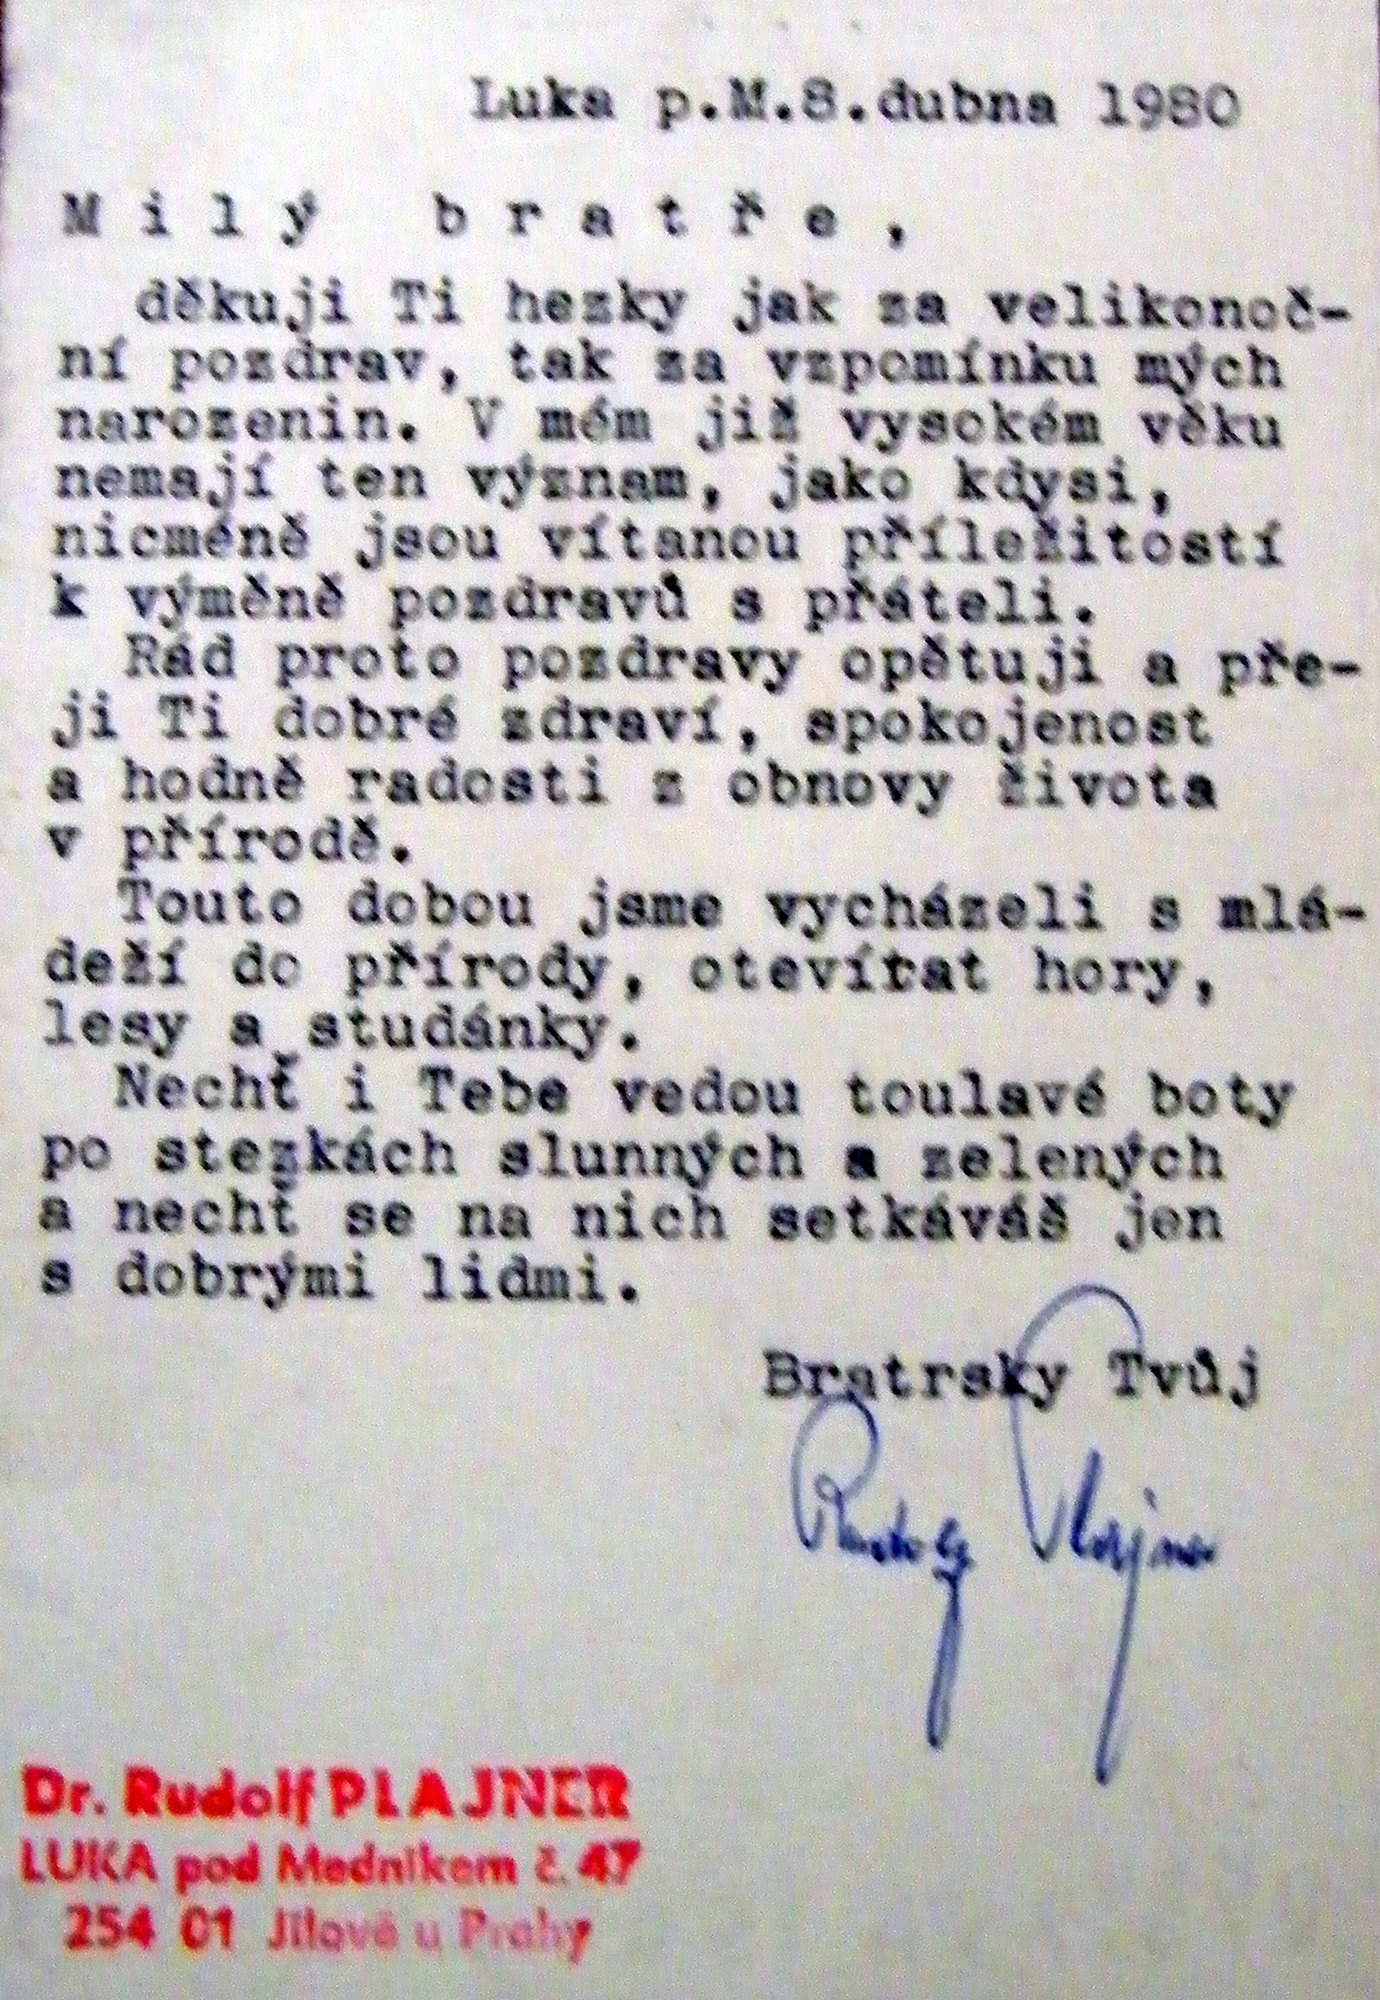 Luka p.M.8.dubna 1980
Milý bratře,
děkuji Ti hezky jak za velikonoč-
ní pozdrav, tak za vzpomínku mých
narozenin. V mém již vysokém věku
nemají ten význam, jako kdysi,
nicméně jsou vítanou příležitostí
k výměně pozdravů s přáteli.
Rád proto pozdravy opětuji a pře-
ji Ti dobré zdraví, spokojenost
a hodně radosti z obnovy života
v přírodě.
Touto dobou jsme vycházeli s mlá-
deží do přírody, otevírat hory,
lesy a studánky.
Nechť i Tebe vedou toulavé boty
po stezkách slunných a zelených
a nechť se na nich setkáváš jen
s dobrými lidmi.
Bratrsky Tvůj
Rudolf Plajner
Dr. Rudolf PLAJNER
LUKA pod Medníkem č. 47
254 01 Jílové u Prahy